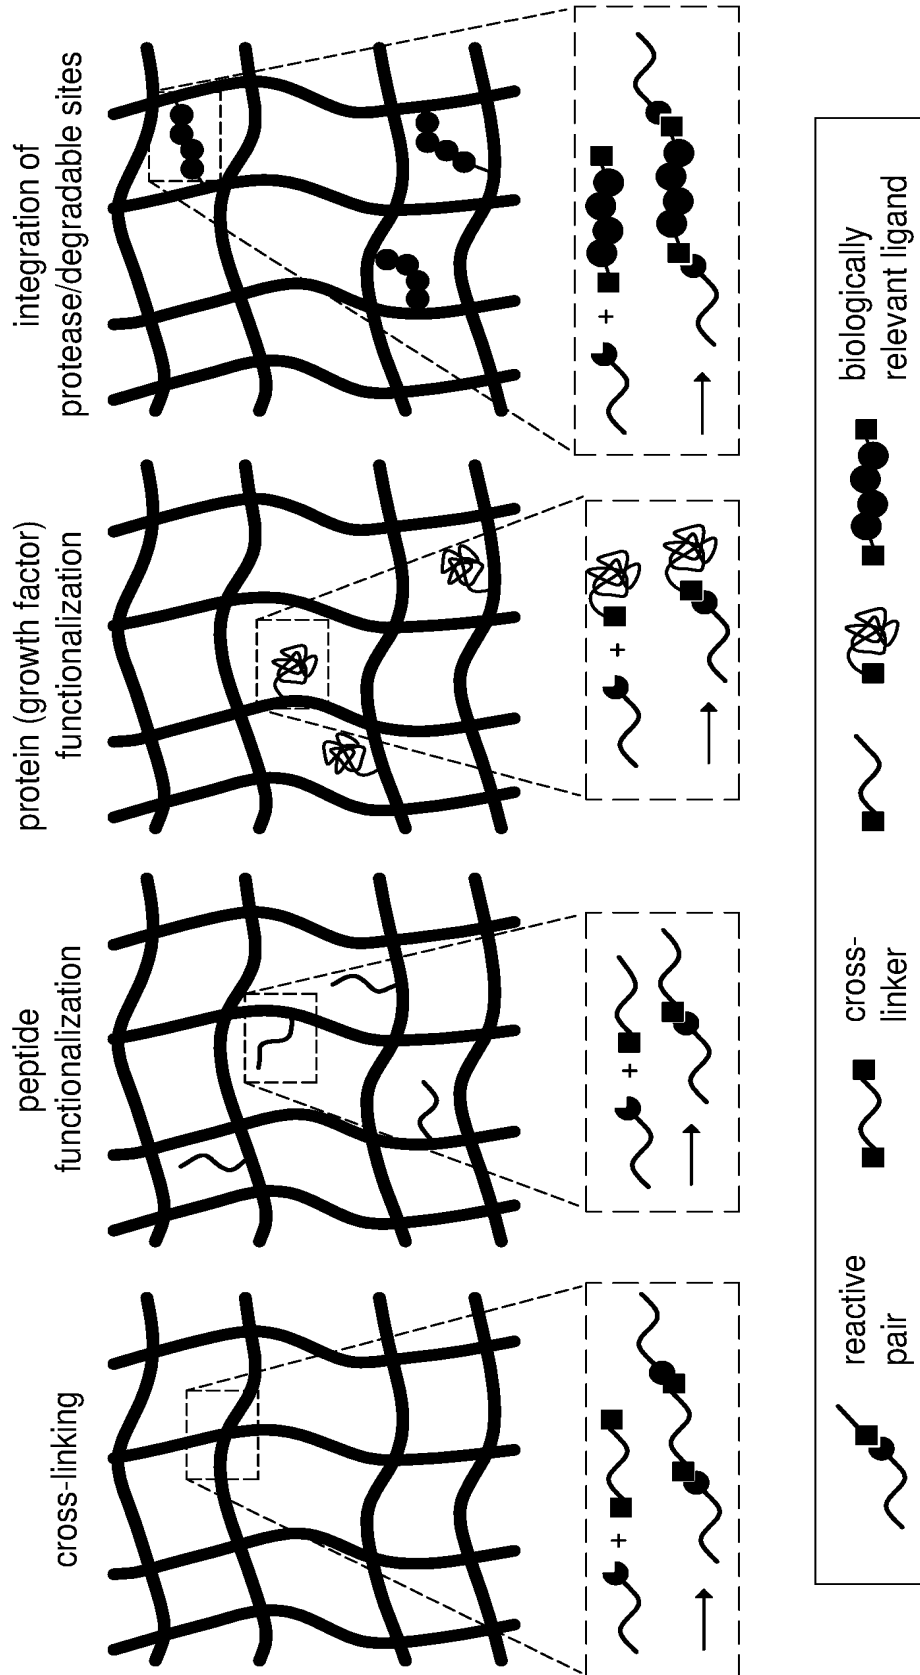 cross-linking
peptide
functionalization
protein (growth factor)
functionalization
integration of
protease/degradable sites
+
+
+
+
reactive
pair
cross-
linker
biologically
relevant ligand